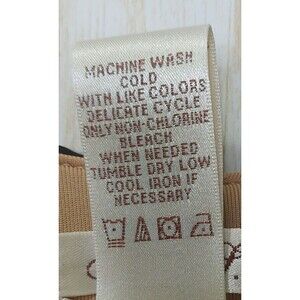 MACHINE WASH
COLD
WITH LIKE COLORS
DELICATE CYCLE
ONLY NON-CHLORINE
BLEACH
WHEN NEEDED
TUMBLE DRY LOW
COOL IRON IF
NECESSARY